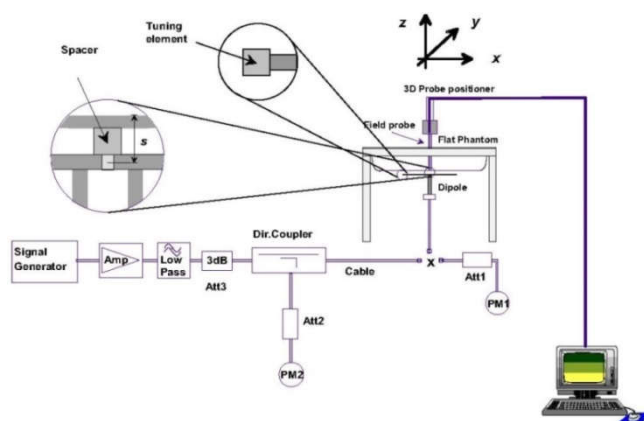 Tuning
element
Spacer
s
z
y
x
3D Probe positioner
Field probe
Flat Phantom
Dipole
Signal
Generator
Amp
Low
Pass
3dB
Att3
Dir.Coupler
Cable
x
Att1
PM1
Att2
PM2